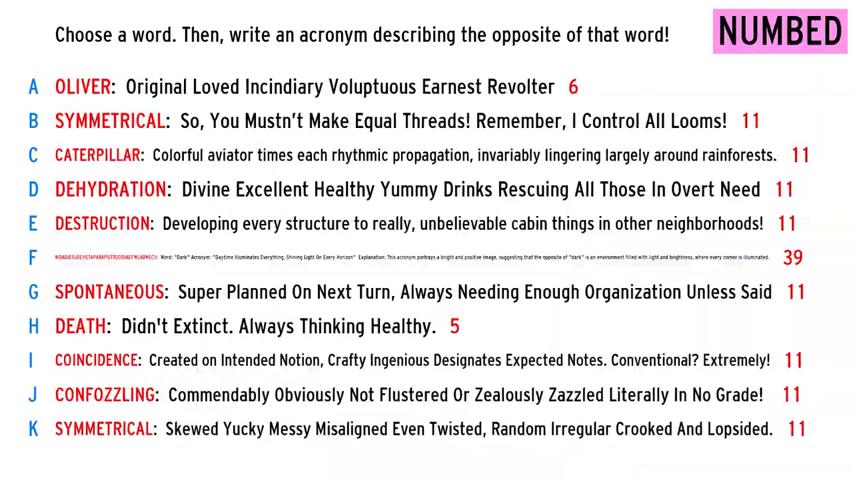 Choose a word. Then, write an acronym describing the opposite of that word!
NUMBED
A OLIVER: Original Loved Incindiary Voluptuous Earnest Revolter 6
B SYMMETRICAL: So, You Mustn't Make Equal Threads! Remember, I Control All Looms! 11
C CATERPILLAR: Colorful aviator times each rhythmic propagation, invariably lingering largely around rainforests. 11
D DEHYDRATION: Divine Excellent Healthy Yummy Drinks Rescuing All Those In Overt Need 11
E DESTRUCTION: Developing every structure to really, unbelievable cabin things in other neighborhoods! 11
F Word: "Dark" Acronym: "Daytime Illuminates Everything, Shining Light On Every Horizon" Explanation: This acronym portrays a bright and positive image, suggesting that the opposite of "dark" is an environment filled with light and brightness, where every corner is illuminated. 39
G SPONTANEOUS: Super Planned On Next Turn, Always Needing Enough Organization Unless Said 11
H DEATH: Didn't Extinct. Always Thinking Healthy. 5
I COINCIDENCE: Created on Intended Notion, Crafty Ingenious Designates Expected Notes. Conventional? Extremely! 11
J CONFOZZLING: Commendably Obviously Not Flustered Or Zealously Zazzled Literally In No Grade! 11
K SYMMETRICAL: Skewed Yucky Messy Misaligned Even Twisted, Random Irregular Crooked And Lopsided. 11